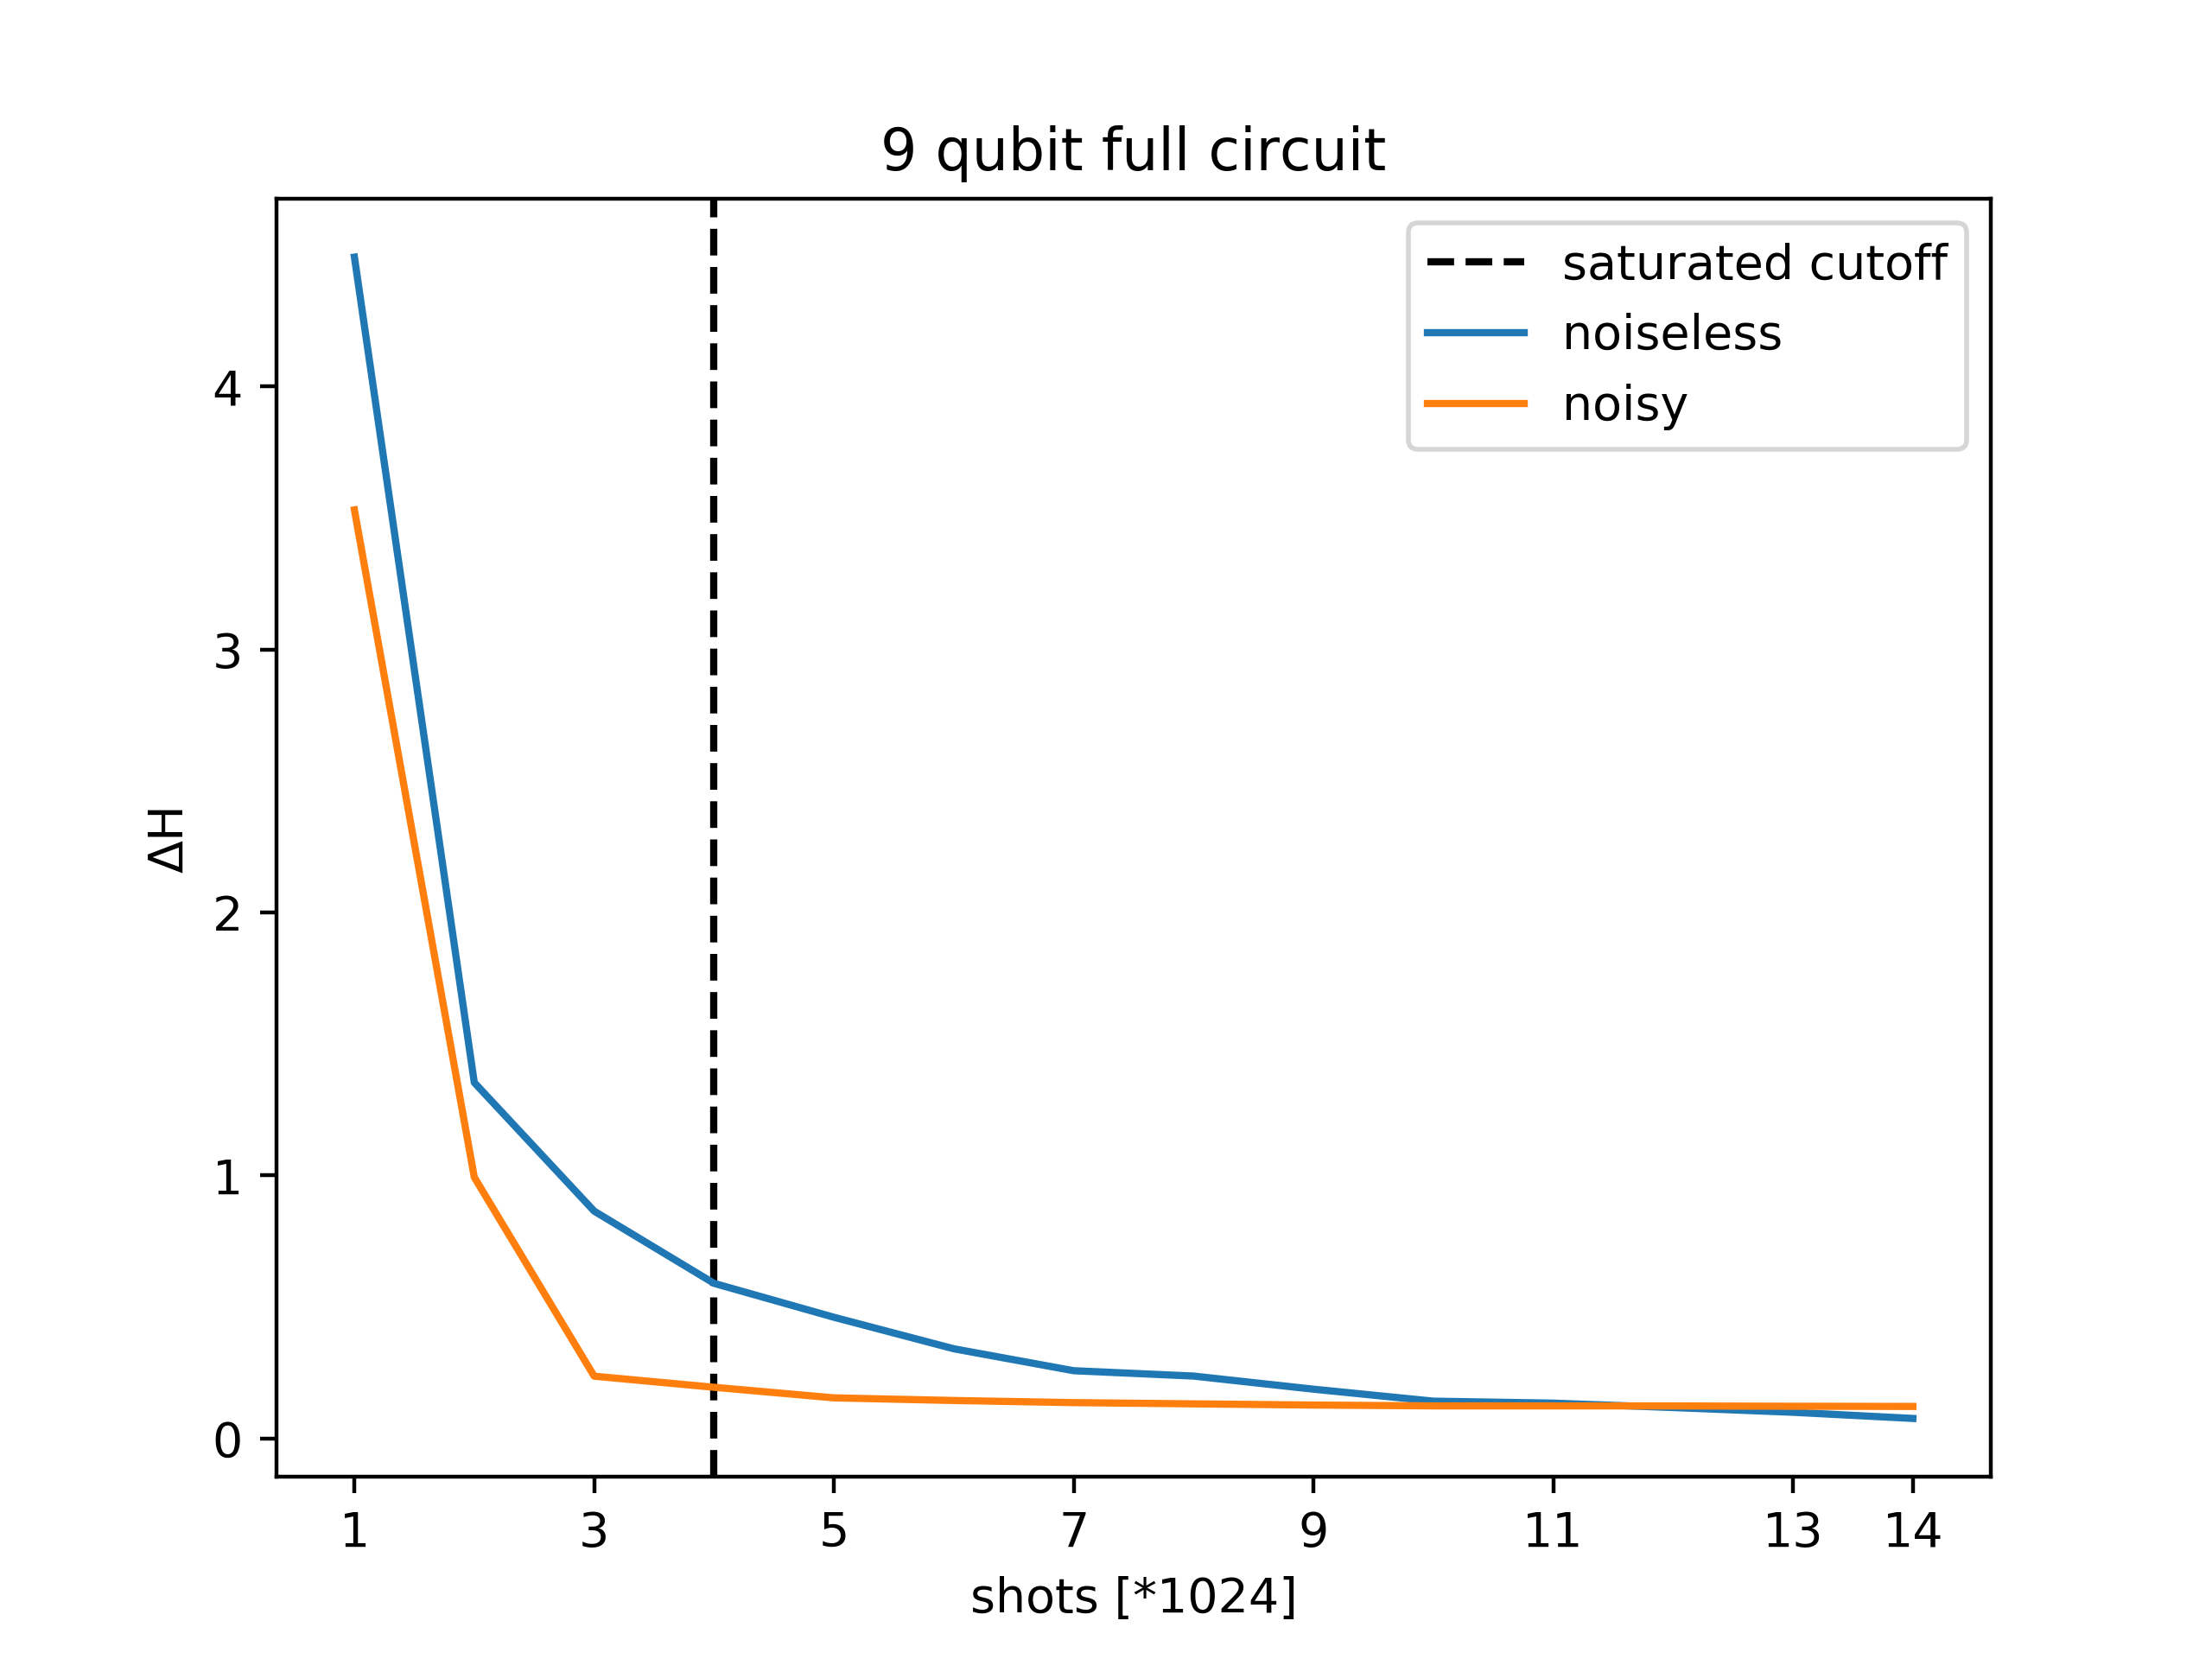 9 qubit full circuit
saturated cutoff
noiseless
noisy
4
3
2
1
0
ΔH
1 3 5 7 9 11 13 14
shots [*1024]